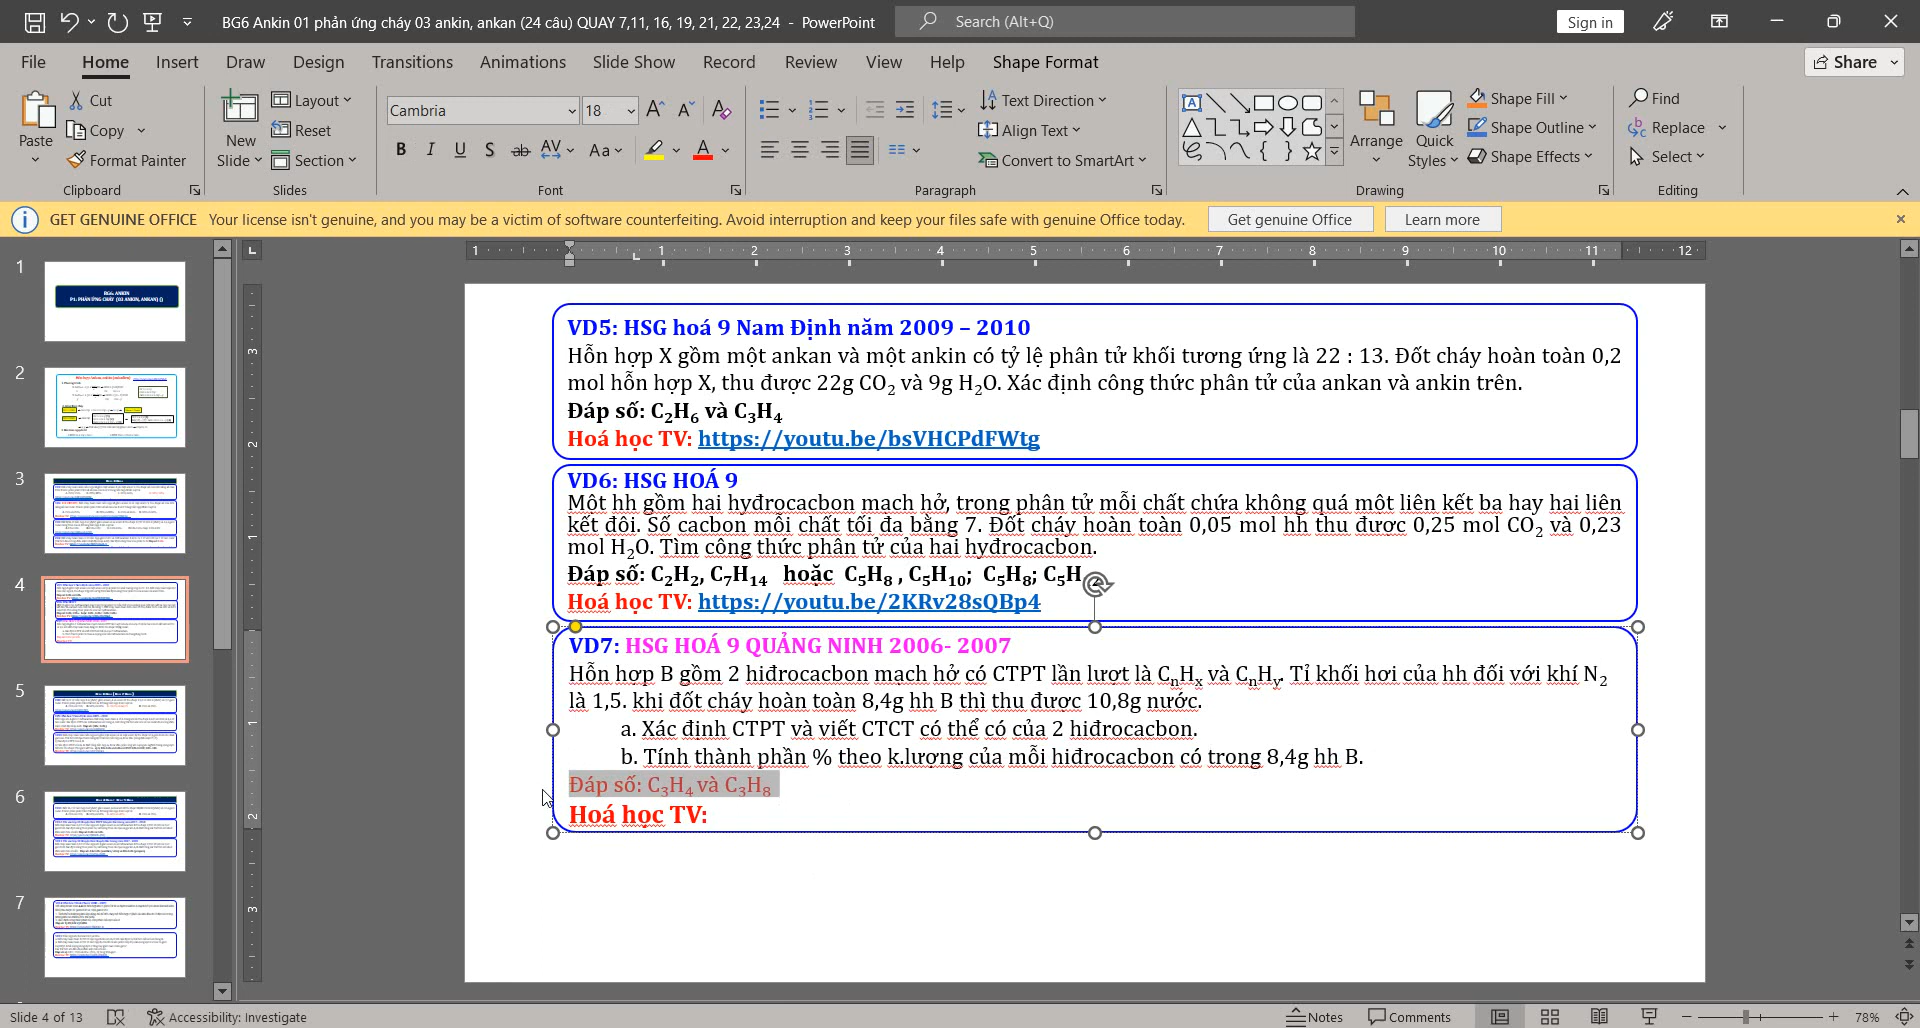 BG6 Ankin 01 phản ứng cháy 03 ankin, ankan (24 câu) QUAY 7,11, 16, 19, 21, 22, 23,24 - PowerPoint
Search (Alt+Q)
Sign in
File Home Insert Draw Design Transitions Animations Slide Show Record Review View Help Shape Format
Share
Paste
Cut
Copy
Format Painter
Clipboard
New Slide
Layout
Reset
Section
Slides
Cambria 18
Font
Text Direction
Align Text
Convert to SmartArt
Paragraph
Arrange
Quick Styles
Shape Fill
Shape Outline
Shape Effects
Drawing
Find
Replace
Select
Editing
GET GENUINE OFFICE Your license isn't genuine, and you may be a victim of software counterfeiting. Avoid interruption and keep your files safe with genuine Office today. Get genuine Office Learn more
1
BG6. ANKIN
P1: PHẢN ỨNG CHÁY (03 ANKIN, ANKAN) ()
2
3
4
5
6
7
VD5: HSG hoá 9 Nam Định năm 2009 – 2010
Hỗn hợp X gồm một ankan và một ankin có tỷ lệ phân tử khối tương ứng là 22 : 13. Đốt cháy hoàn toàn 0,2
mol hỗn hợp X, thu được 22g CO2 và 9g H2O. Xác định công thức phân tử của ankan và ankin trên.
Đáp số: C2H6 và C3H4
Hoá học TV: https://youtu.be/bsVHCPdFWtg
VD6: HSG HOÁ 9
Một hh gồm hai hyđrocacbon mạch hở, trong phân tử mỗi chất chứa không quá một liên kết ba hay hai liên
kết đôi. Số cacbon mỗi chất tối đa bằng 7. Đốt cháy hoàn toàn 0,05 mol hh thu được 0,25 mol CO2 và 0,23
mol H2O. Tìm công thức phân tử của hai hyđrocacbon.
Đáp số: C2H2, C7H14 hoặc C5H8 , C5H10; C5H8; C5H
Hoá học TV: https://youtu.be/2KRv28sQBp4
VD7: HSG HOÁ 9 QUẢNG NINH 2006- 2007
Hỗn hợp B gồm 2 hiđrocacbon mạch hở có CTPT lần lượt là CnHx và CnHy. Tỉ khối hơi của hh đối với khí N2
là 1,5. khi đốt cháy hoàn toàn 8,4g hh B thì thu được 10,8g nước.
a. Xác định CTPT và viết CTCT có thể có của 2 hiđrocacbon.
b. Tính thành phần % theo k.lượng của mỗi hiđrocacbon có trong 8,4g hh B.
Đáp số: C3H4 và C3H8
Hoá học TV:
Slide 4 of 13 Accessibility: Investigate Notes Comments 78%